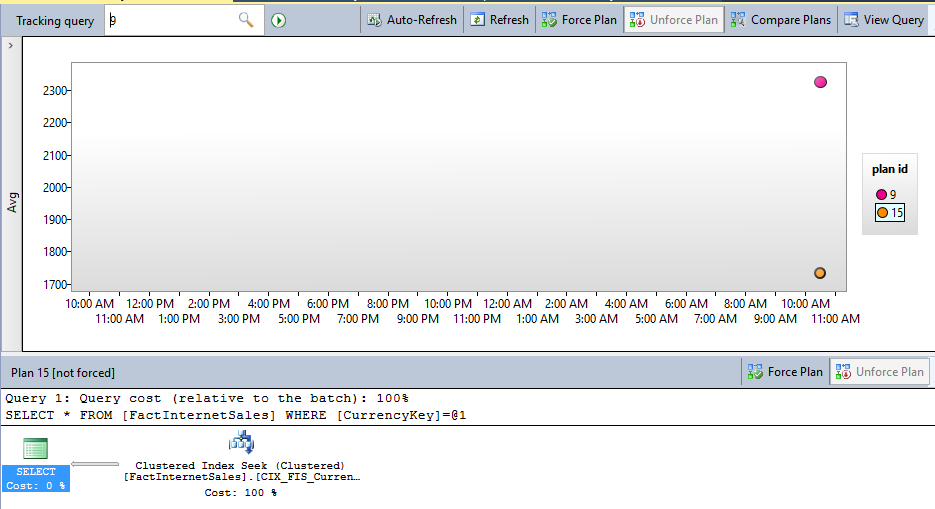 Tracking query 9 Auto-Refresh Refresh Force Plan Unforce Plan Compare Plans View Query
Avg
2300
2200
2100
2000
1900
1800
1700
10:00 AM 12:00 PM 2:00 PM 4:00 PM 6:00 PM 8:00 PM 10:00 PM 12:00 AM 2:00 AM 4:00 AM 6:00 AM 8:00 AM 10:00 AM
11:00 AM 1:00 PM 3:00 PM 5:00 PM 7:00 PM 9:00 PM 11:00 PM 1:00 AM 3:00 AM 5:00 AM 7:00 AM 9:00 AM 11:00 AM
plan id
9
15
Plan 15 [not forced] Force Plan Unforce Plan
Query 1: Query cost (relative to the batch): 100%
SELECT * FROM [FactInternetSales] WHERE [CurrencyKey]=@1
SELECT
Cost: 0 %
Clustered Index Seek (Clustered)
[FactInternetSales].[CIX_FIS_Curren…
Cost: 100 %